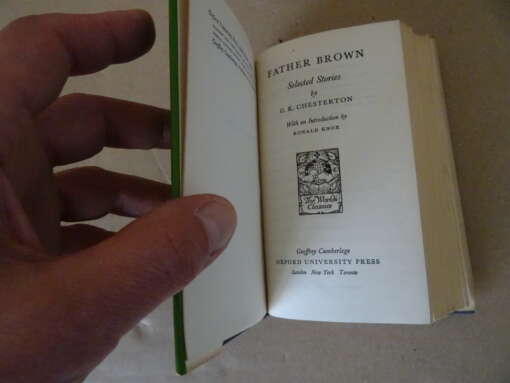 FATHER BROWN
Selected Stories
by
G. K. CHESTERTON
With an Introduction by
RONALD KNOX
The World's
Classics
Geoffrey Cumberlege
OXFORD UNIVERSITY PRESS
London New York Toronto